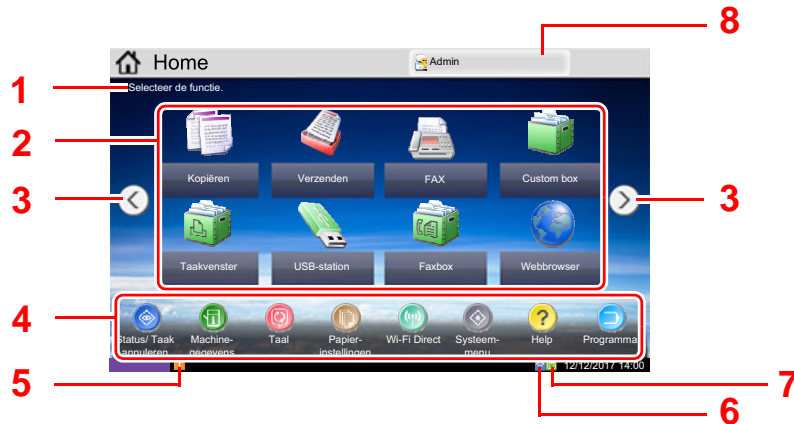 8
Home
Admin
1
Selecteer de functie.
2
Kopiëren
Verzenden
FAX
Custom box
3
3
Taakvenster
USB-station
Faxbox
Webbrowser
4
Status/ Taak
annuleren
Machine-
gegevens
Taal
Papier-
instellingen
Wi-Fi Direct
Systeem-
menu
Help
Programma
5
12/12/2017 14:00
7
6